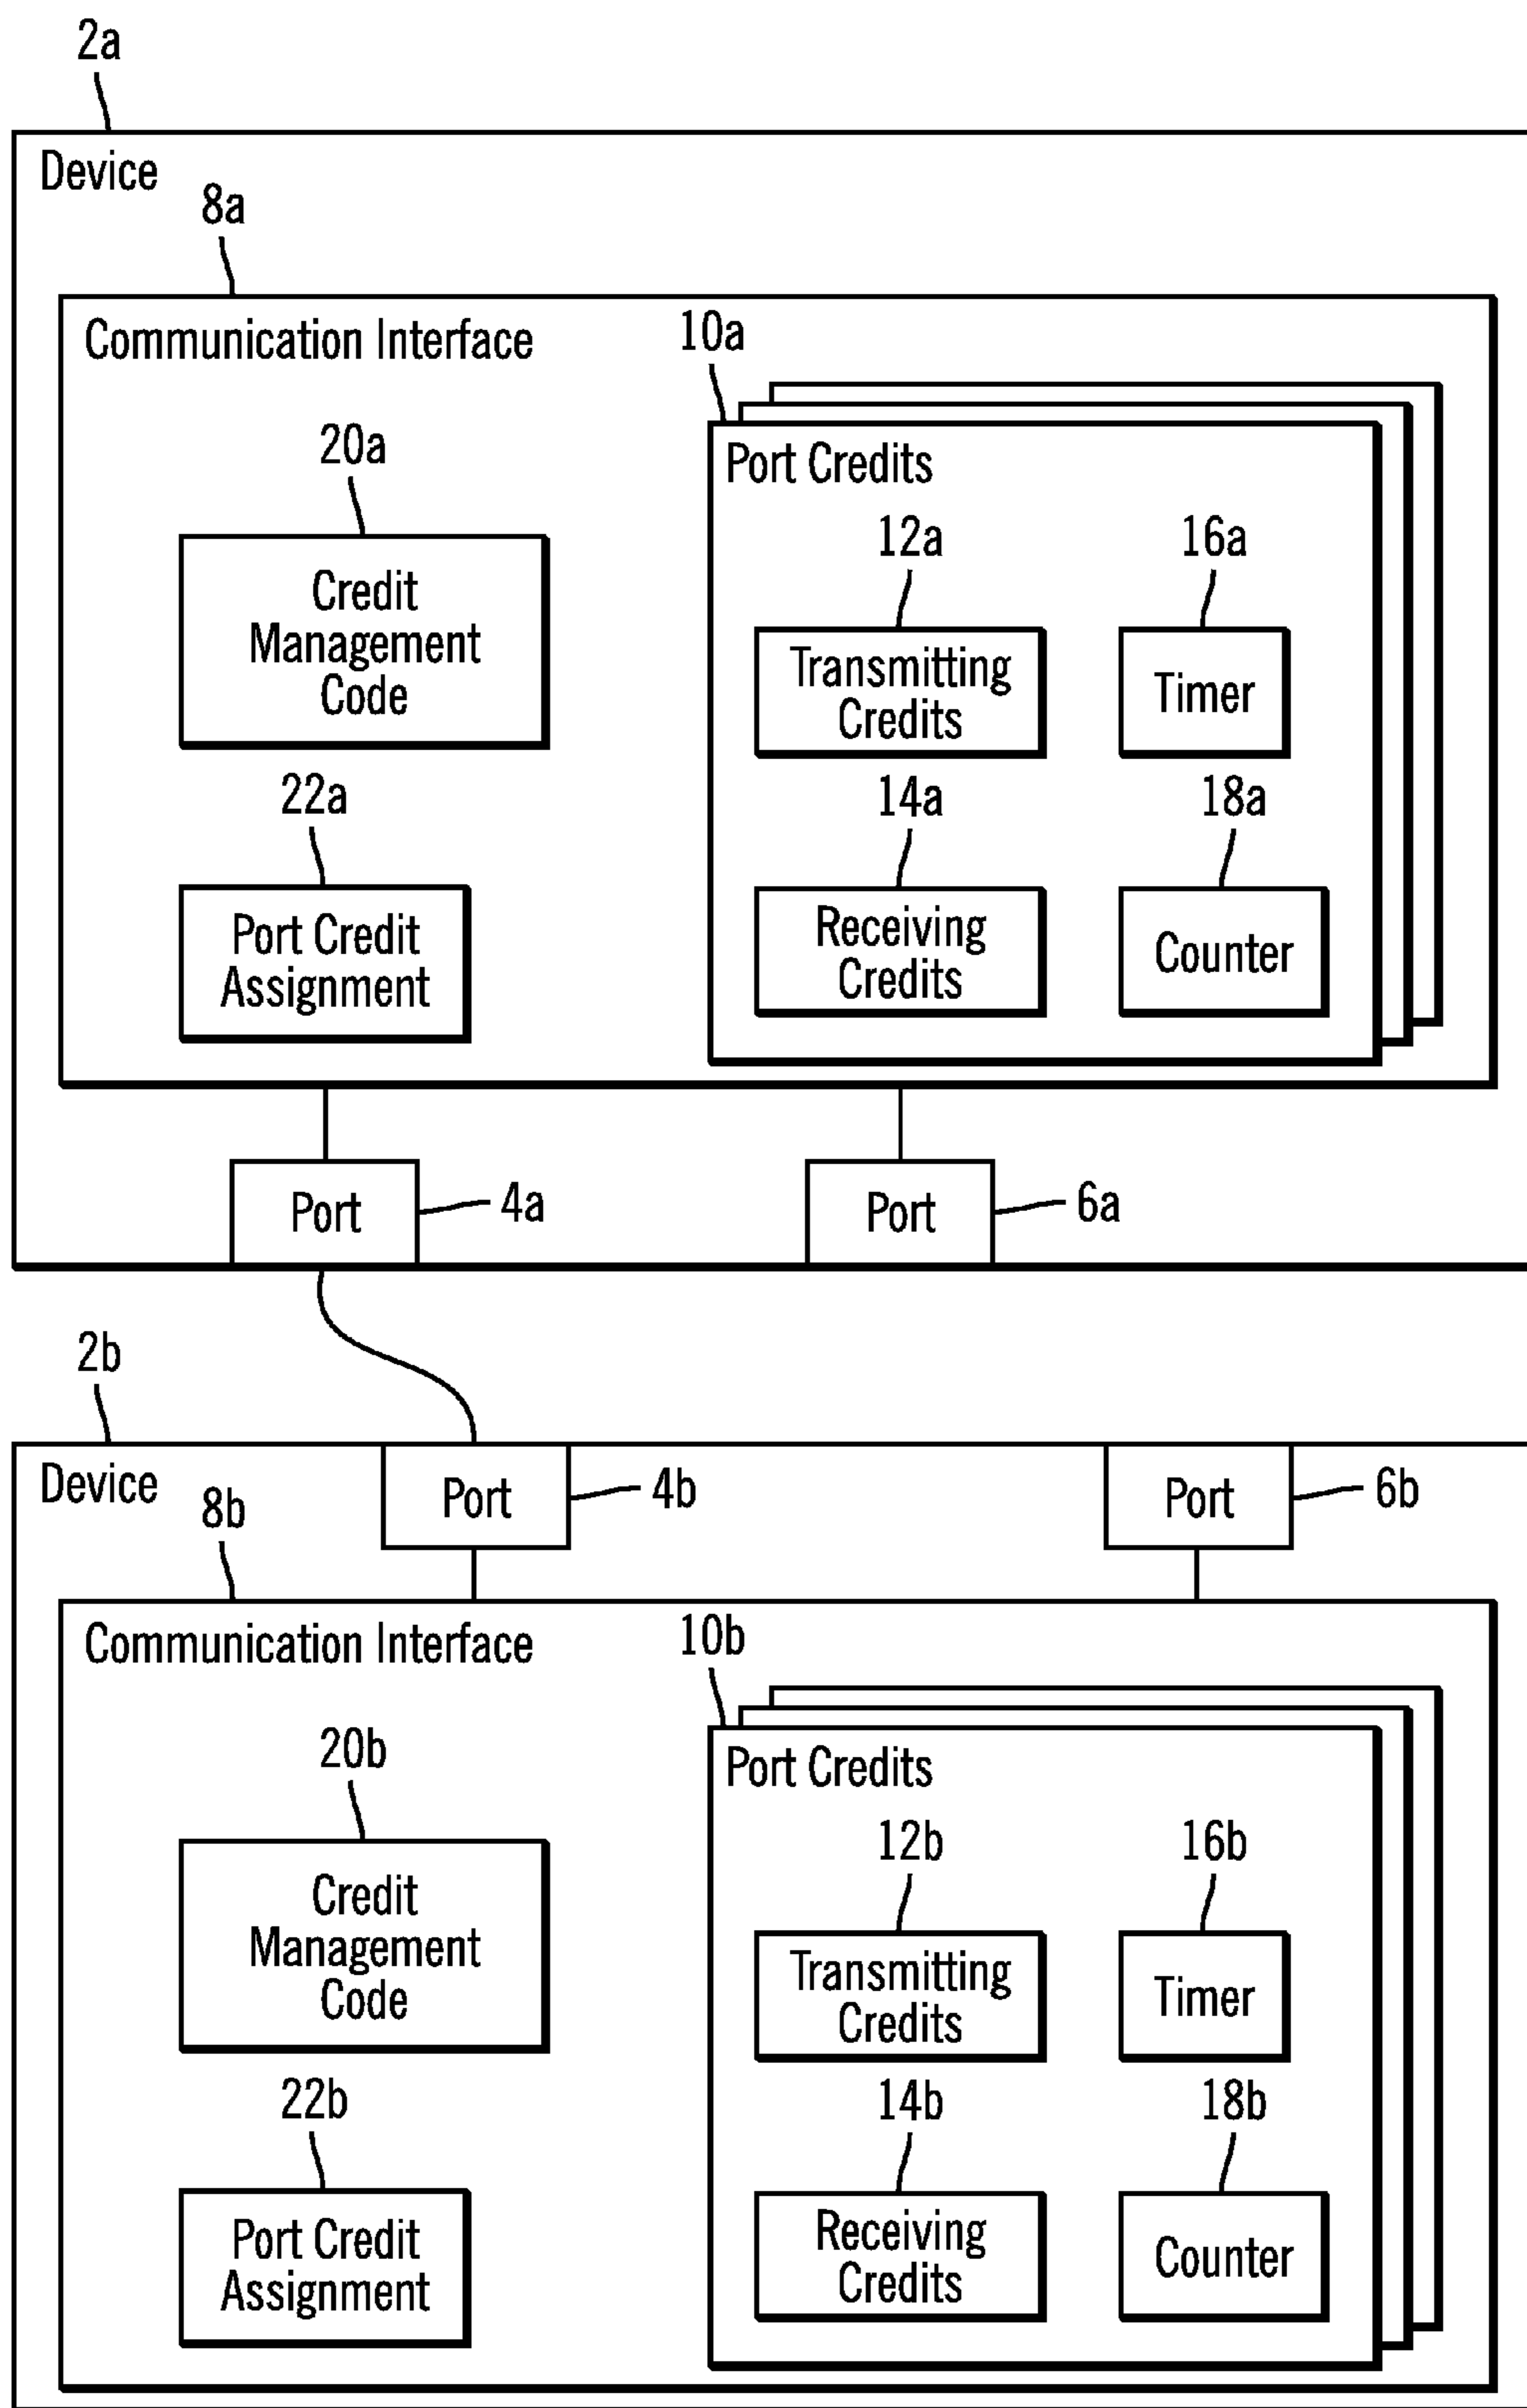 2a
Device
8a
Communication Interface
10a
20a
Port Credits
12a
16a
Credit
Management
Code
Transmitting
Credits
Timer
22a
14a
18a
Port Credit
Assignment
Receiving
Credits
Counter
Port
4a
Port
6a
2b
Device
Port
4b
Port
6b
8b
Communication Interface
10b
20b
Port Credits
12b
16b
Credit
Management
Code
Transmitting
Credits
Timer
22b
14b
18b
Port Credit
Assignment
Receiving
Credits
Counter